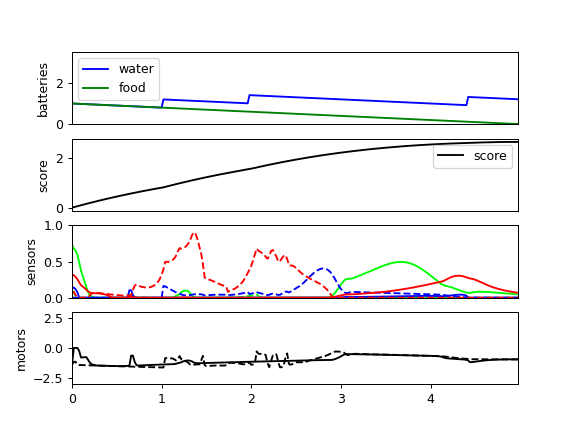 batteries
2
0
water
food
score
2
0
score
sensors
1.0
0.5
0.0
motors
2.5
0.0
−2.5
0 1 2 3 4